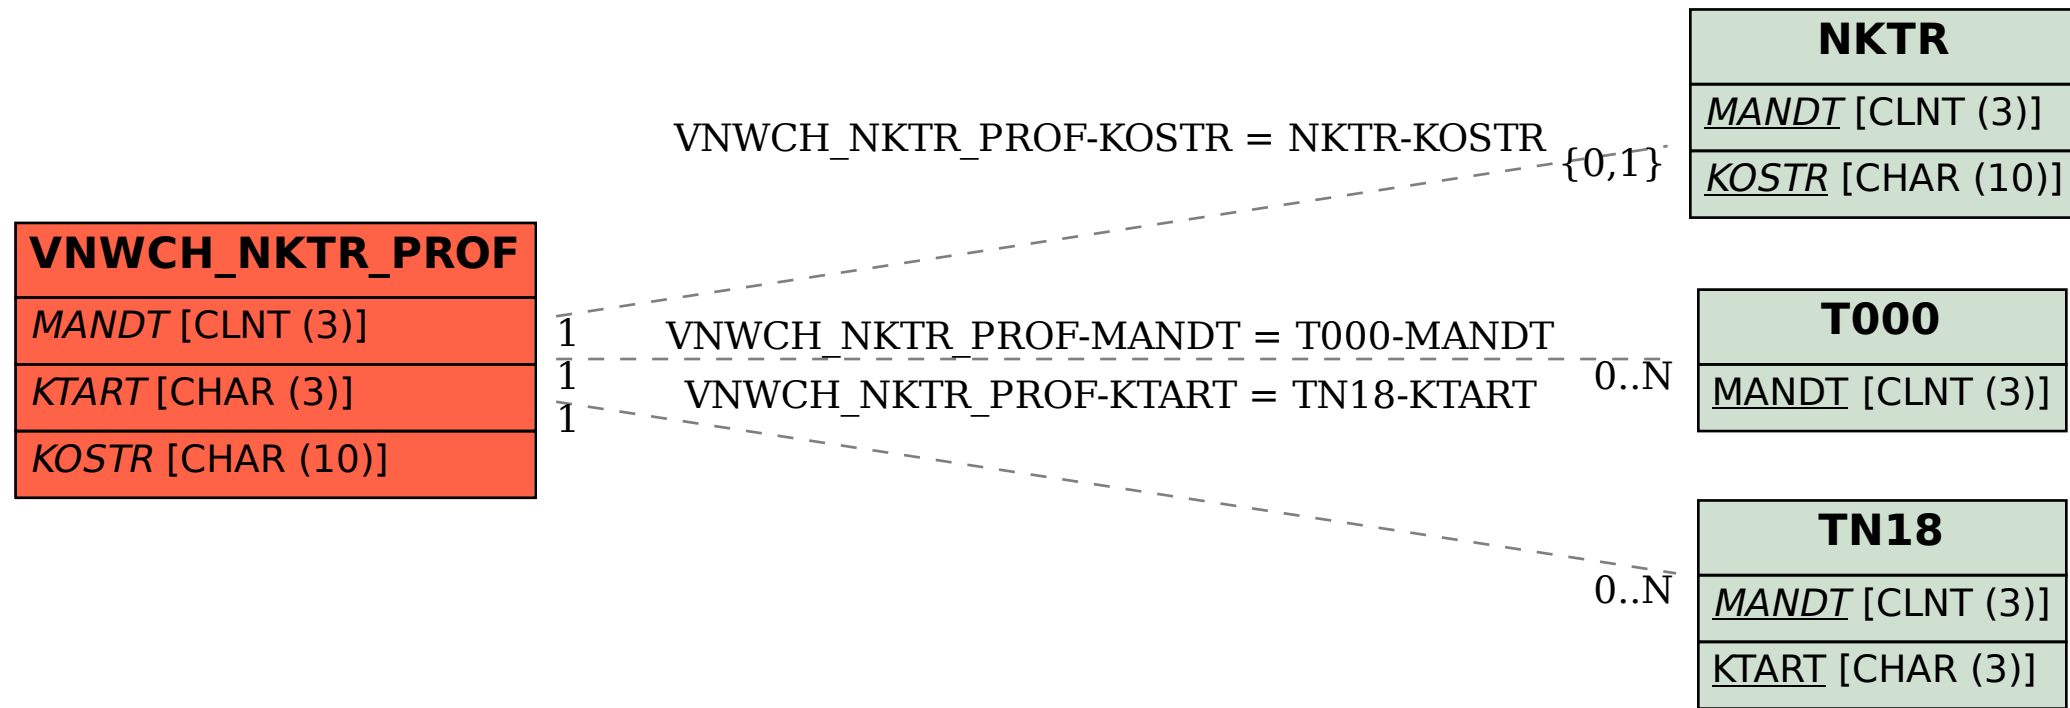 VNWCH_NKTR_PROF
MANDT [CLNT (3)]
KTART [CHAR (3)]
KOSTR [CHAR (10)]
VNWCH_NKTR_PROF-KOSTR = NKTR-KOSTR
{0,1}
1
VNWCH_NKTR_PROF-MANDT = T000-MANDT
0..N
1
VNWCH_NKTR_PROF-KTART = TN18-KTART
0..N
1
NKTR
MANDT [CLNT (3)]
KOSTR [CHAR (10)]
T000
MANDT [CLNT (3)]
TN18
MANDT [CLNT (3)]
KTART [CHAR (3)]